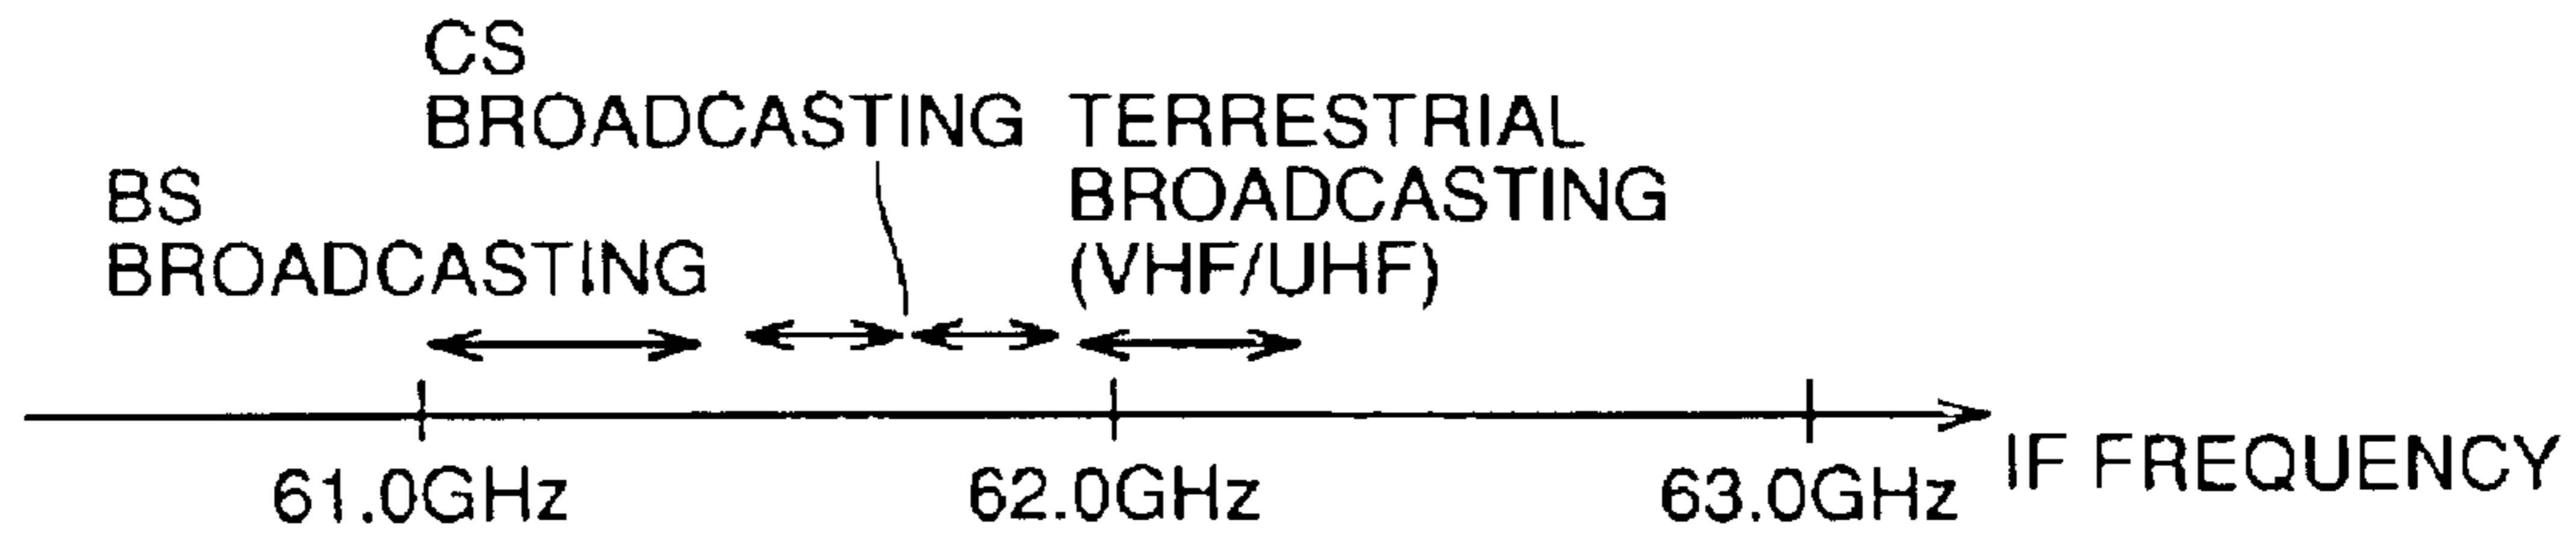 CS
BROADCASTING
TERRESTRIAL
BROADCASTING
(VHF/UHF)
BS
BROADCASTING
61.0GHz
62.0GHz
63.0GHz
IF FREQUENCY